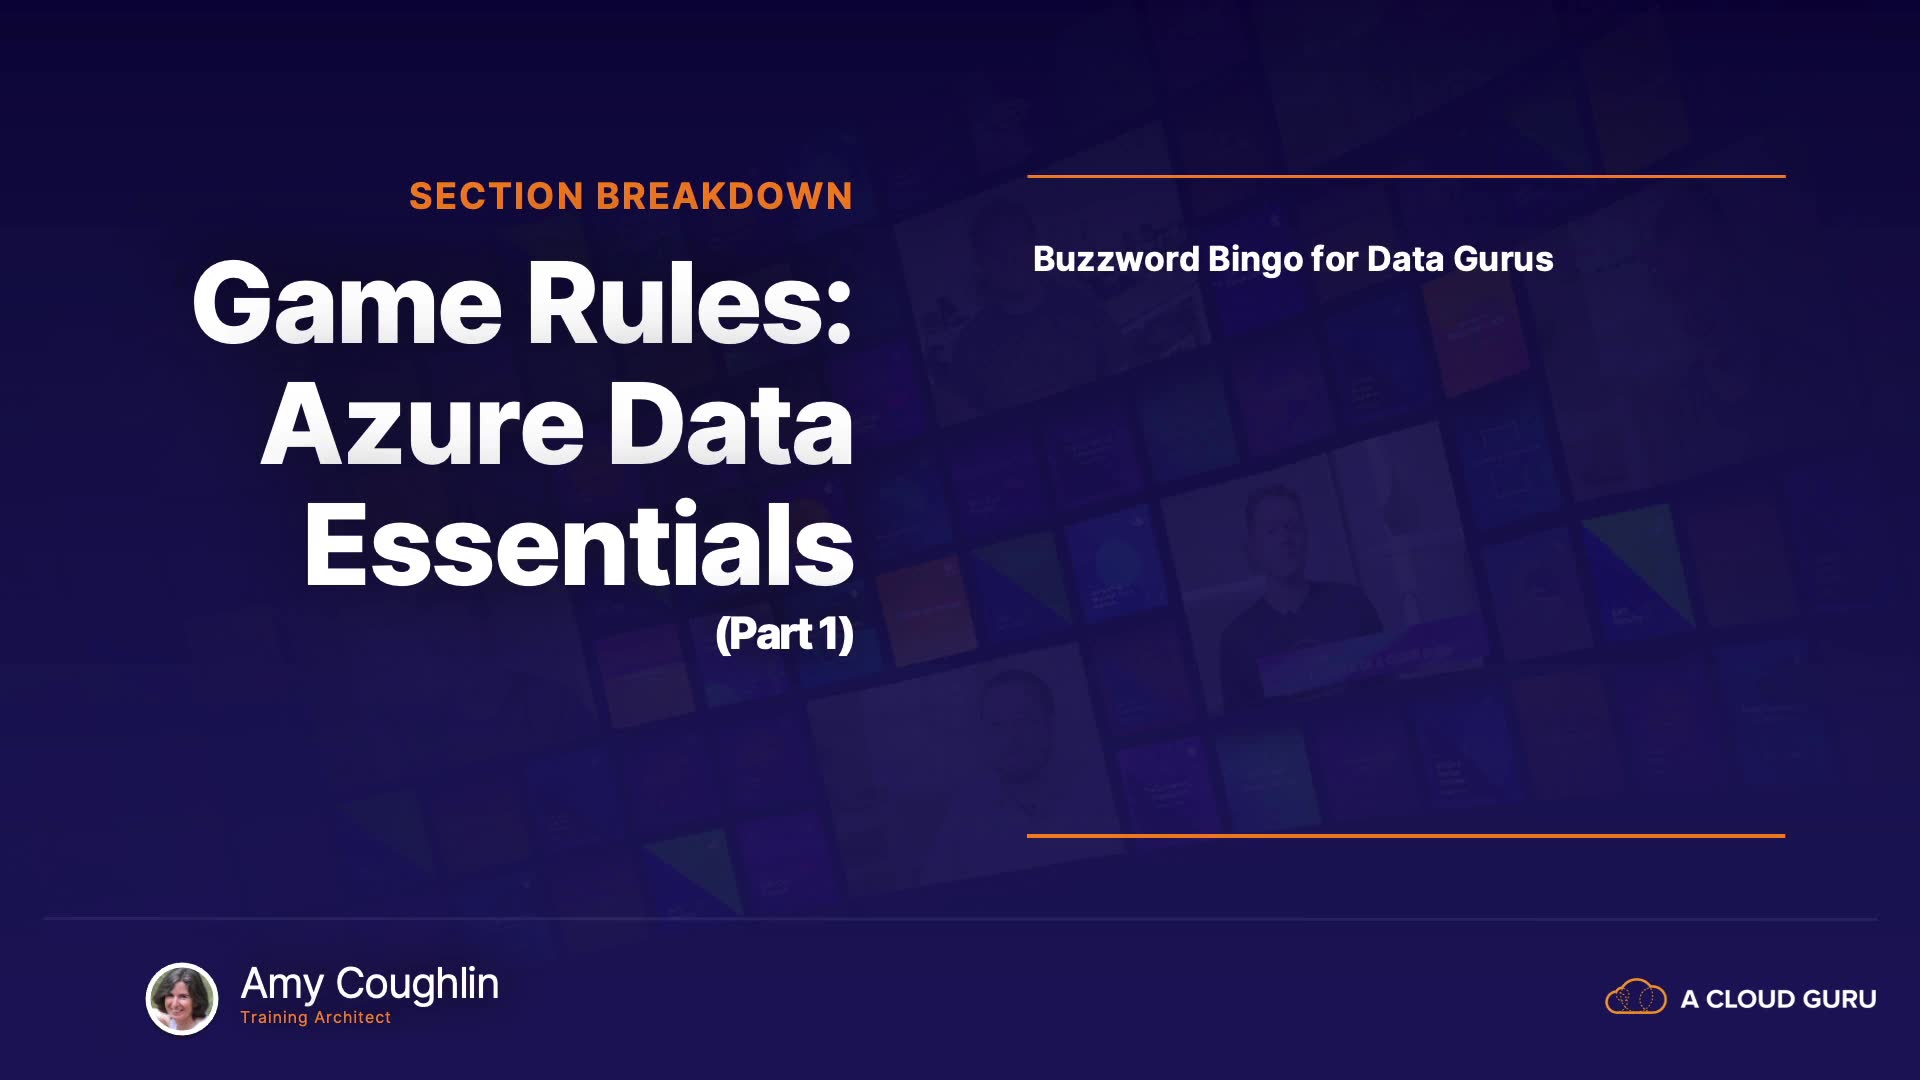 SECTION BREAKDOWN
Game Rules:
Azure Data
Essentials
(Part 1)
Buzzword Bingo for Data Gurus
Amy Coughlin
Training Architect
A CLOUD GURU